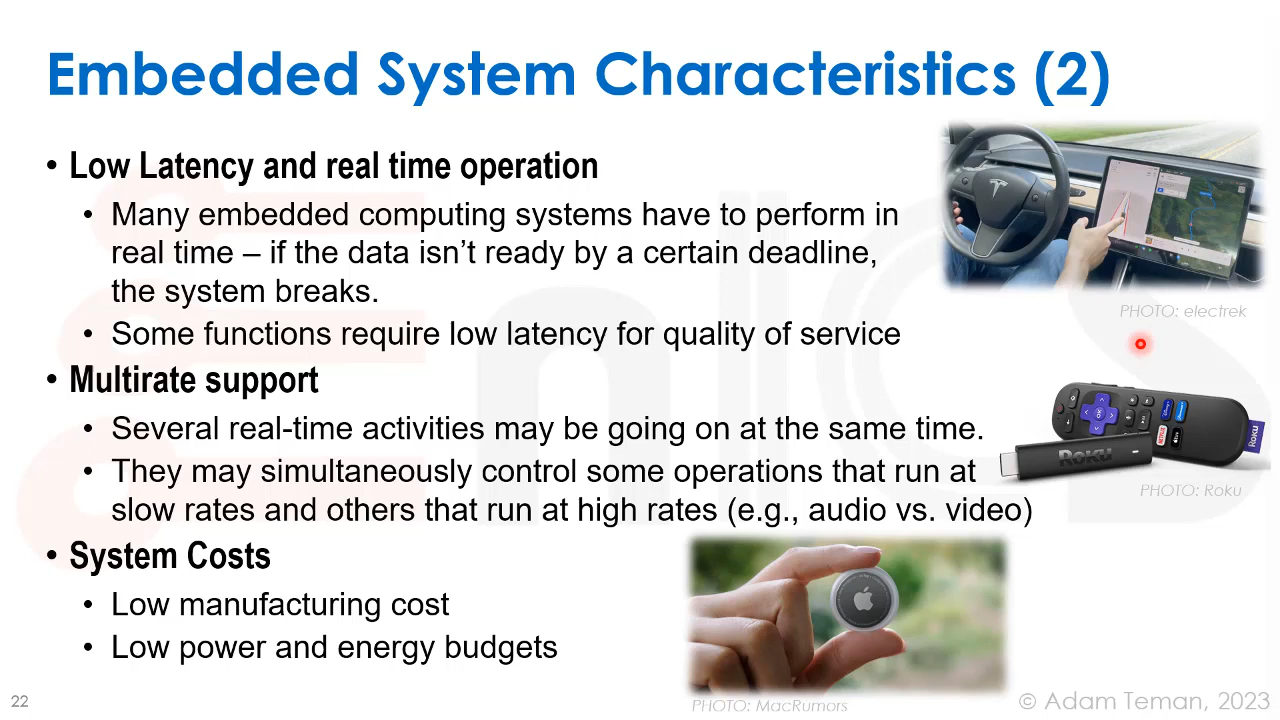 Embedded System Characteristics (2)
• Low Latency and real time operation
• Many embedded computing systems have to perform in
real time – if the data isn't ready by a certain deadline,
the system breaks.
• Some functions require low latency for quality of service
PHOTO: electrek
• Multirate support
• Several real-time activities may be going on at the same time.
• They may simultaneously control some operations that run at
slow rates and others that run at high rates (e.g., audio vs. video)
OK
Roku
Roku
PHOTO: Roku
• System Costs
• Low manufacturing cost
• Low power and energy budgets
PHOTO: MacRumors
22
© Adam Teman, 2023
enICS